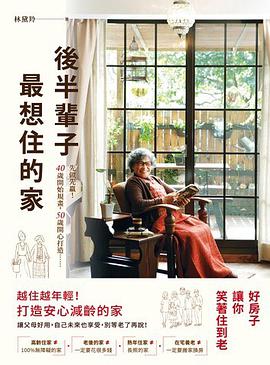 林黛羚
後半輩子
最想住的家
先做先贏！
40歲開始規畫，50歲開心打造……
好房子
讓你
笑著住到老
越住越年輕！
打造安心減齡的家
讓父母好用，自己未來也享受，別等老了再說！
高齡住家≠
100%無障礙的家
老後的家≠
一定要花很多錢
熟年住家≠
長照的家
在宅養老≠
一定要搬家換房